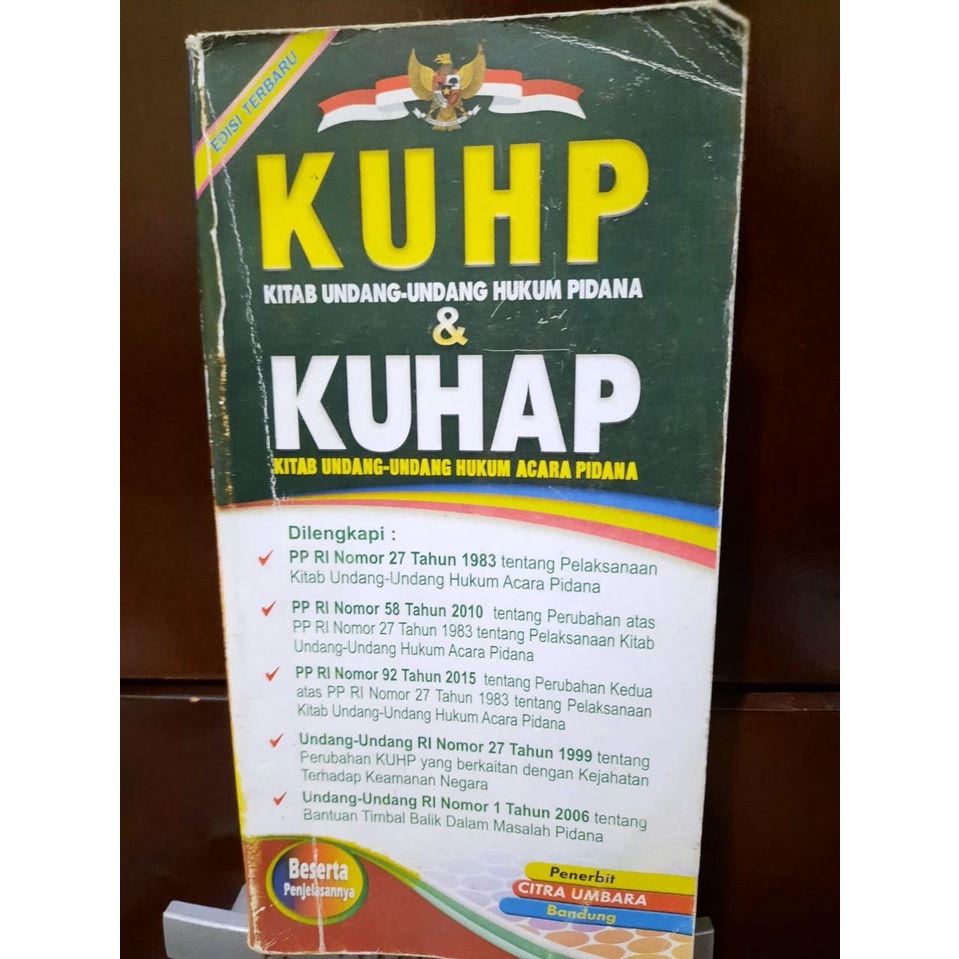 EDISI TERBARU
KUHP
KITAB UNDANG-UNDANG HUKUM PIDANA
&
KUHAP
KITAB UNDANG-UNDANG HUKUM ACARA PIDANA
Dilengkapi :
PP RI Nomor 27 Tahun 1983 tentang Pelaksanaan
Kitab Undang-Undang Hukum Acara Pidana
PP RI Nomor 58 Tahun 2010 tentang Perubahan atas
PP RI Nomor 27 Tahun 1983 tentang Pelaksanaan Kitab
Undang-Undang Hukum Acara Pidana
PP RI Nomor 92 Tahun 2015 tentang Perubahan Kedua
atas PP RI Nomor 27 Tahun 1983 tentang Pelaksanaan
Kitab Undang-Undang Hukum Acara Pidana
Undang-Undang RI Nomor 27 Tahun 1999 tentang
Perubahan KUHP yang berkaitan dengan Kejahatan
Terhadap Keamanan Negara
Undang-Undang RI Nomor 1 Tahun 2006 tentang
Bantuan Timbal Balik Dalam Masalah Pidana
Beserta
Penjelasannya
Penerbit
CITRA UMBARA
Bandung